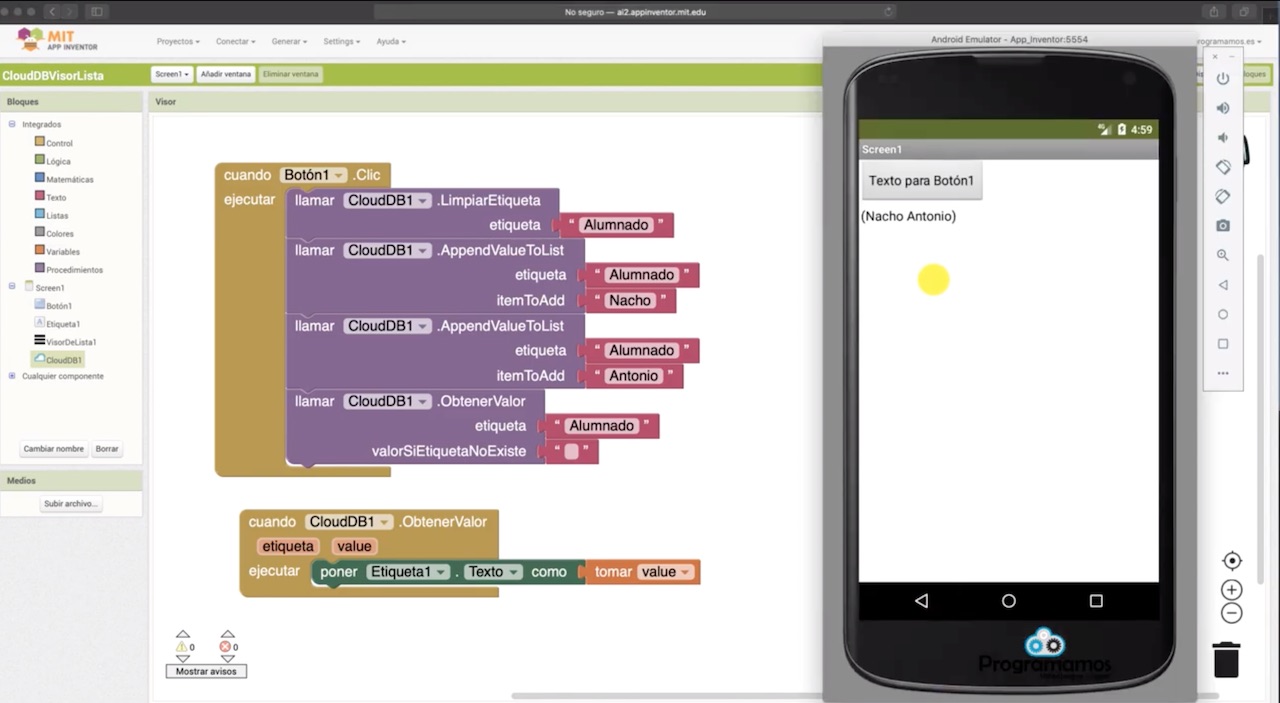 No seguro — ai2.appinventor.mit.edu
MIT
APP INVENTOR
Proyectos
Conectar
Generar
Settings
Ayuda
rogramamos.es
CloudDBVisorLista
Screen1
Añadir ventana
Eliminar ventana
loques
Bloques
Integrados
Control
Lógica
Matemáticas
Texto
Listas
Colores
Variables
Procedimientos
Screen1
Botón1
Etiqueta1
A
VisorDeLista1
CloudDB1
Cualquier componente
Cambiar nombre
Borrar
Medios
Subir archivo...
Visor
cuando Botón1 .Clic
ejecutar llamar CloudDB1 .LimpiarEtiqueta
etiqueta “ Alumnado ”
llamar CloudDB1 .AppendValueToList
etiqueta “ Alumnado ”
itemToAdd “ Nacho ”
llamar CloudDB1 .AppendValueToList
etiqueta “ Alumnado ”
itemToAdd “ Antonio ”
llamar CloudDB1 .ObtenerValor
etiqueta “ Alumnado ”
valorSiEtiquetaNoExiste “ ”
cuando CloudDB1 .ObtenerValor
etiqueta value
ejecutar poner Etiqueta1 . Texto como tomar value
0 0
Mostrar avisos
Android Emulator - App_Inventor:5554
4G 4:59
Screen1
Texto para Botón1
(Nacho Antonio)
Programamos